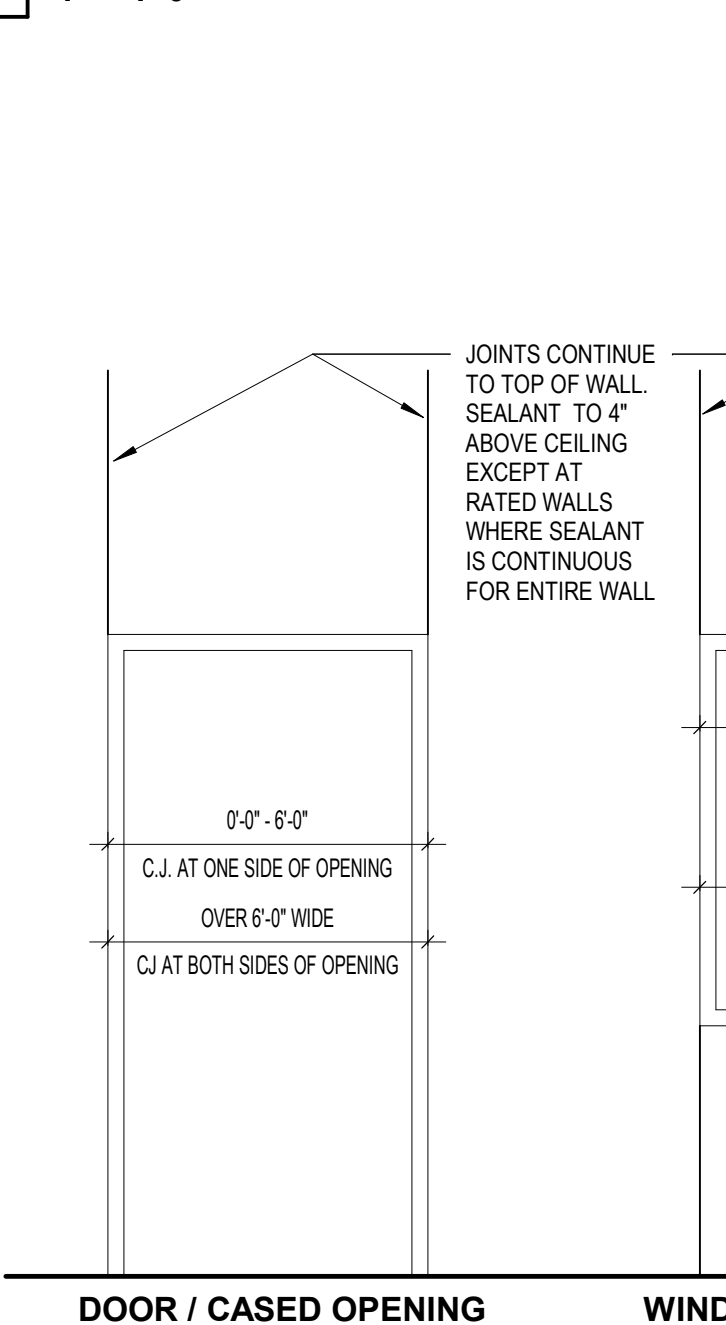 JOINTS CONTINUE
TO TOP OF WALL.
SEALANT TO 4"
ABOVE CEILING
EXCEPT AT
RATED WALLS
WHERE SEALANT
IS CONTINUOUS
FOR ENTIRE WALL
0'-0" - 6'-0"
C.J. AT ONE SIDE OF OPENING
OVER 6'-0" WIDE
CJ AT BOTH SIDES OF OPENING
DOOR / CASED OPENING